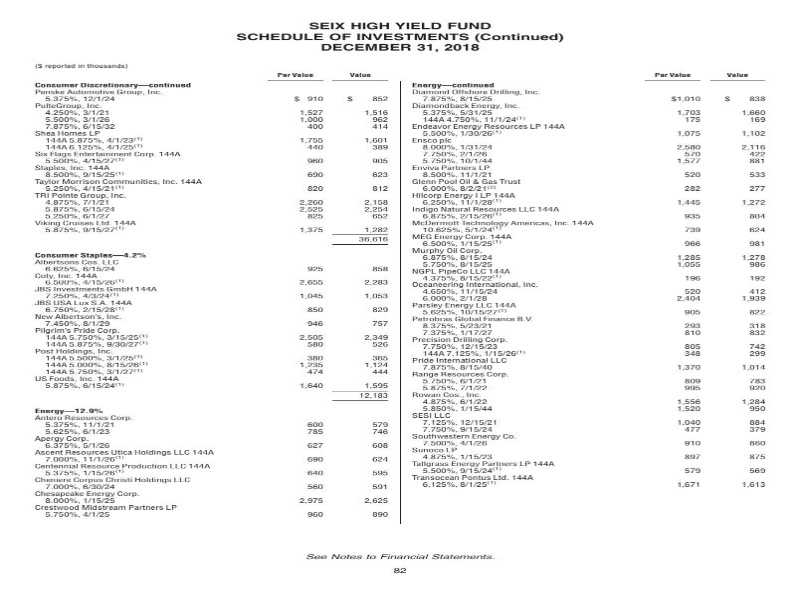 SEIX HIGH YIELD FUND
SCHEDULE OF INVESTMENTS (Continued)
DECEMBER 31, 2018
($ reported in thousands)
Par Value Value
Consumer Discretionary—continued
Penske Automotive Group, Inc.
5.375%, 12/1/24 $ 910 $ 852
PulteGroup, Inc.
4.250%, 3/1/21 1,527 1,516
5.500%, 3/1/26 1,000 962
7.875%, 6/15/32 400 414
Shea Homes LP
144A 5.875%, 4/1/23(1) 1,755 1,601
144A 6.125%, 4/1/25(1) 440 389
Six Flags Entertainment Corp. 144A
5.500%, 4/15/27(1) 960 905
Staples, Inc. 144A
8.500%, 9/15/25(1) 690 623
Taylor Morrison Communities, Inc. 144A
5.250%, 4/15/21(1) 820 812
TRI Pointe Group, Inc.
4.875%, 7/1/21 2,260 2,158
5.875%, 6/15/24 2,525 2,254
5.250%, 6/1/27 825 652
Viking Cruises Ltd. 144A
5.875%, 9/15/27(1) 1,375 1,282
36,616
Consumer Staples—4.2%
Albertsons Cos. LLC
6.625%, 6/15/24 925 858
Coty, Inc. 144A
6.500%, 4/15/26(1) 2,655 2,283
JBS Investments GmbH 144A
7.250%, 4/3/24(1) 1,045 1,053
JBS USA Lux S.A. 144A
6.750%, 2/15/28(1) 850 829
New Albertson's, Inc.
7.450%, 8/1/29 946 757
Pilgrim's Pride Corp.
144A 5.750%, 3/15/25(1) 2,505 2,349
144A 5.875%, 9/30/27(1) 580 526
Post Holdings, Inc.
144A 5.500%, 3/1/25(1) 380 365
144A 5.000%, 8/15/26(1) 1,235 1,124
144A 5.750%, 3/1/27(1) 474 444
US Foods, Inc. 144A
5.875%, 6/15/24(1) 1,640 1,595
12,183
Energy—12.9%
Antero Resources Corp.
5.375%, 11/1/21 600 579
5.625%, 6/1/23 785 746
Apergy Corp.
6.375%, 5/1/26 627 608
Ascent Resources Utica Holdings LLC 144A
7.000%, 11/1/26(1) 690 624
Centennial Resource Production LLC 144A
5.375%, 1/15/26(1) 640 595
Cheniere Corpus Christi Holdings LLC
7.000%, 6/30/24 560 591
Chesapeake Energy Corp.
8.000%, 1/15/25 2,975 2,625
Crestwood Midstream Partners LP
5.750%, 4/1/25 960 890
Par Value Value
Energy—continued
Diamond Offshore Drilling, Inc.
7.875%, 8/15/25 $1,010 $ 838
Diamondback Energy, Inc.
5.375%, 5/31/25 1,703 1,660
144A 4.750%, 11/1/24(1) 175 169
Endeavor Energy Resources LP 144A
5.500%, 1/30/26(1) 1,075 1,102
Ensco plc
8.000%, 1/31/24 2,580 2,116
7.750%, 2/1/26 570 422
5.750%, 10/1/44 1,577 881
Enviva Partners LP
8.500%, 11/1/21 520 533
Glenn Pool Oil & Gas Trust
6.000%, 8/2/21(2) 282 277
Hilcorp Energy I LP 144A
6.250%, 11/1/28(1) 1,445 1,272
Indigo Natural Resources LLC 144A
6.875%, 2/15/26(1) 935 804
McDermott Technology Americas, Inc. 144A
10.625%, 5/1/24(1) 739 624
MEG Energy Corp. 144A
6.500%, 1/15/25(1) 966 981
Murphy Oil Corp.
6.875%, 8/15/24 1,285 1,278
5.750%, 8/15/25 1,055 986
NGPL PipeCo LLC 144A
4.375%, 8/15/22(1) 196 192
Oceaneering International, Inc.
4.650%, 11/15/24 520 412
6.000%, 2/1/28 2,404 1,939
Parsley Energy LLC 144A
5.625%, 10/15/27(1) 905 822
Petrobras Global Finance B.V.
8.375%, 5/23/21 293 318
7.375%, 1/17/27 810 832
Precision Drilling Corp.
7.750%, 12/15/23 805 742
144A 7.125%, 1/15/26(1) 348 299
Pride International LLC
7.875%, 8/15/40 1,370 1,014
Range Resources Corp.
5.750%, 6/1/21 809 783
5.875%, 7/1/22 995 920
Rowan Cos., Inc.
4.875%, 6/1/22 1,556 1,284
5.850%, 1/15/44 1,520 950
SESI LLC
7.125%, 12/15/21 1,040 884
7.750%, 9/15/24 477 379
Southwestern Energy Co.
7.500%, 4/1/26 910 860
Sunoco LP
4.875%, 1/15/23 897 875
Tallgrass Energy Partners LP 144A
5.500%, 9/15/24(1) 579 569
Transocean Pontus Ltd. 144A
6.125%, 8/1/25(1) 1,671 1,613
See Notes to Financial Statements.
82